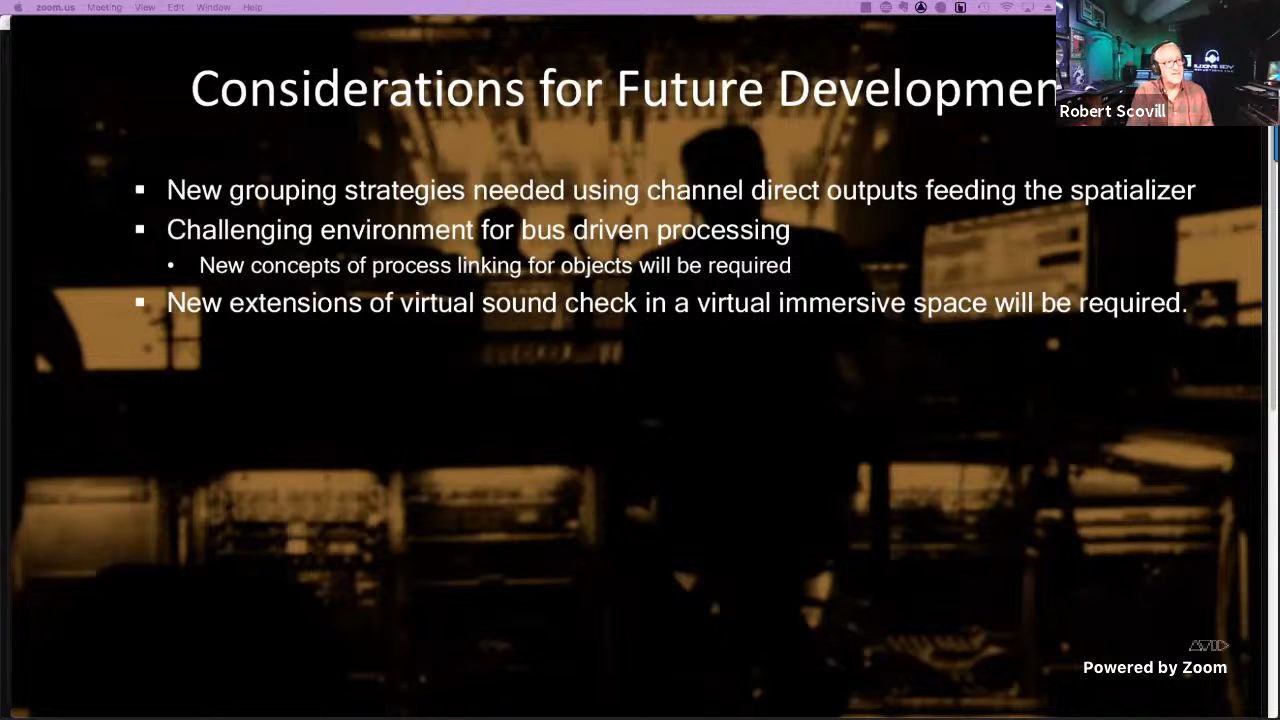 zoom.us Meeting View Edit Window Help
Considerations for Future Developmen
Robert Scovill
▪ New grouping strategies needed using channel direct outputs feeding the spatializer
▪ Challenging environment for bus driven processing
• New concepts of process linking for objects will be required
▪ New extensions of virtual sound check in a virtual immersive space will be required.
AVID
Powered by Zoom